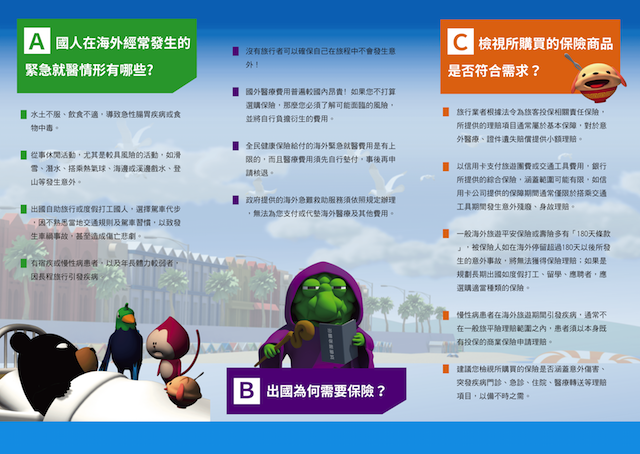 A 國人在海外經常發生的
緊急就醫情形有哪些?
水土不服、飲食不適，導致急性腸胃疾病或食
物中毒。
從事休閒活動，尤其是較具風險的活動，如滑
雪、潛水、搭乘熱氣球、海邊或溪邊戲水、登
山等發生意外。
出國自助旅行或度假打工國人，選擇駕車代步
，因不熟悉當地交通規則及駕車習慣，以致發
生車禍事故，甚至造成傷亡悲劇。
有宿疾或慢性病患者、以及年長體力較弱者，
因長程旅行引發疾病
沒有旅行者可以確保自己在旅程中不會發生意
外！
國外醫療費用普遍較國內昂貴！如果您不打算
選購保險，那麼您必須了解可能面臨的風險，
並將自行負擔衍生的費用。
全民健康保險給付的海外緊急就醫費用是有上
限的，而且醫療費用須先自行墊付，事後再申
請核退。
政府提供的海外急難救助服務須依照規定辦理
，無法為您支付或代墊海外醫療及其他費用。
B 出國為何需要保險？
C 檢視所購買的保險商品
是否符合需求？
旅行業者根據法令為旅客投保相關責任保險，
所提供的理賠項目通常屬於基本保障，對於意
外醫療、證件遺失賠償提供小額理賠。
以信用卡支付旅遊團費或交通工具費用，銀行
所提供的綜合保險，涵蓋範圍可能有限，如信
用卡公司提供的保障期間通常僅限於搭乘交通
工具期間發生意外殘廢、身故理賠。
一般海外旅遊平安保險或壽險多有「180天條款
」，被保險人如在海外停留超過180天以後所發
生的意外事故，將無法獲得保險理賠；如果是
規劃長期出國如度假打工、留學、應聘者，應
選購適當種類的保險。
慢性病患者在海外旅遊期間引發疾病，通常不
在一般旅平險理賠範圍之內，患者須以本身既
有投保的商業保險申請理賠。
建議您檢視所購買的保險是否涵蓋意外傷害、
突發疾病門診、急診、住院、醫療轉送等理賠
項目，以備不時之需。